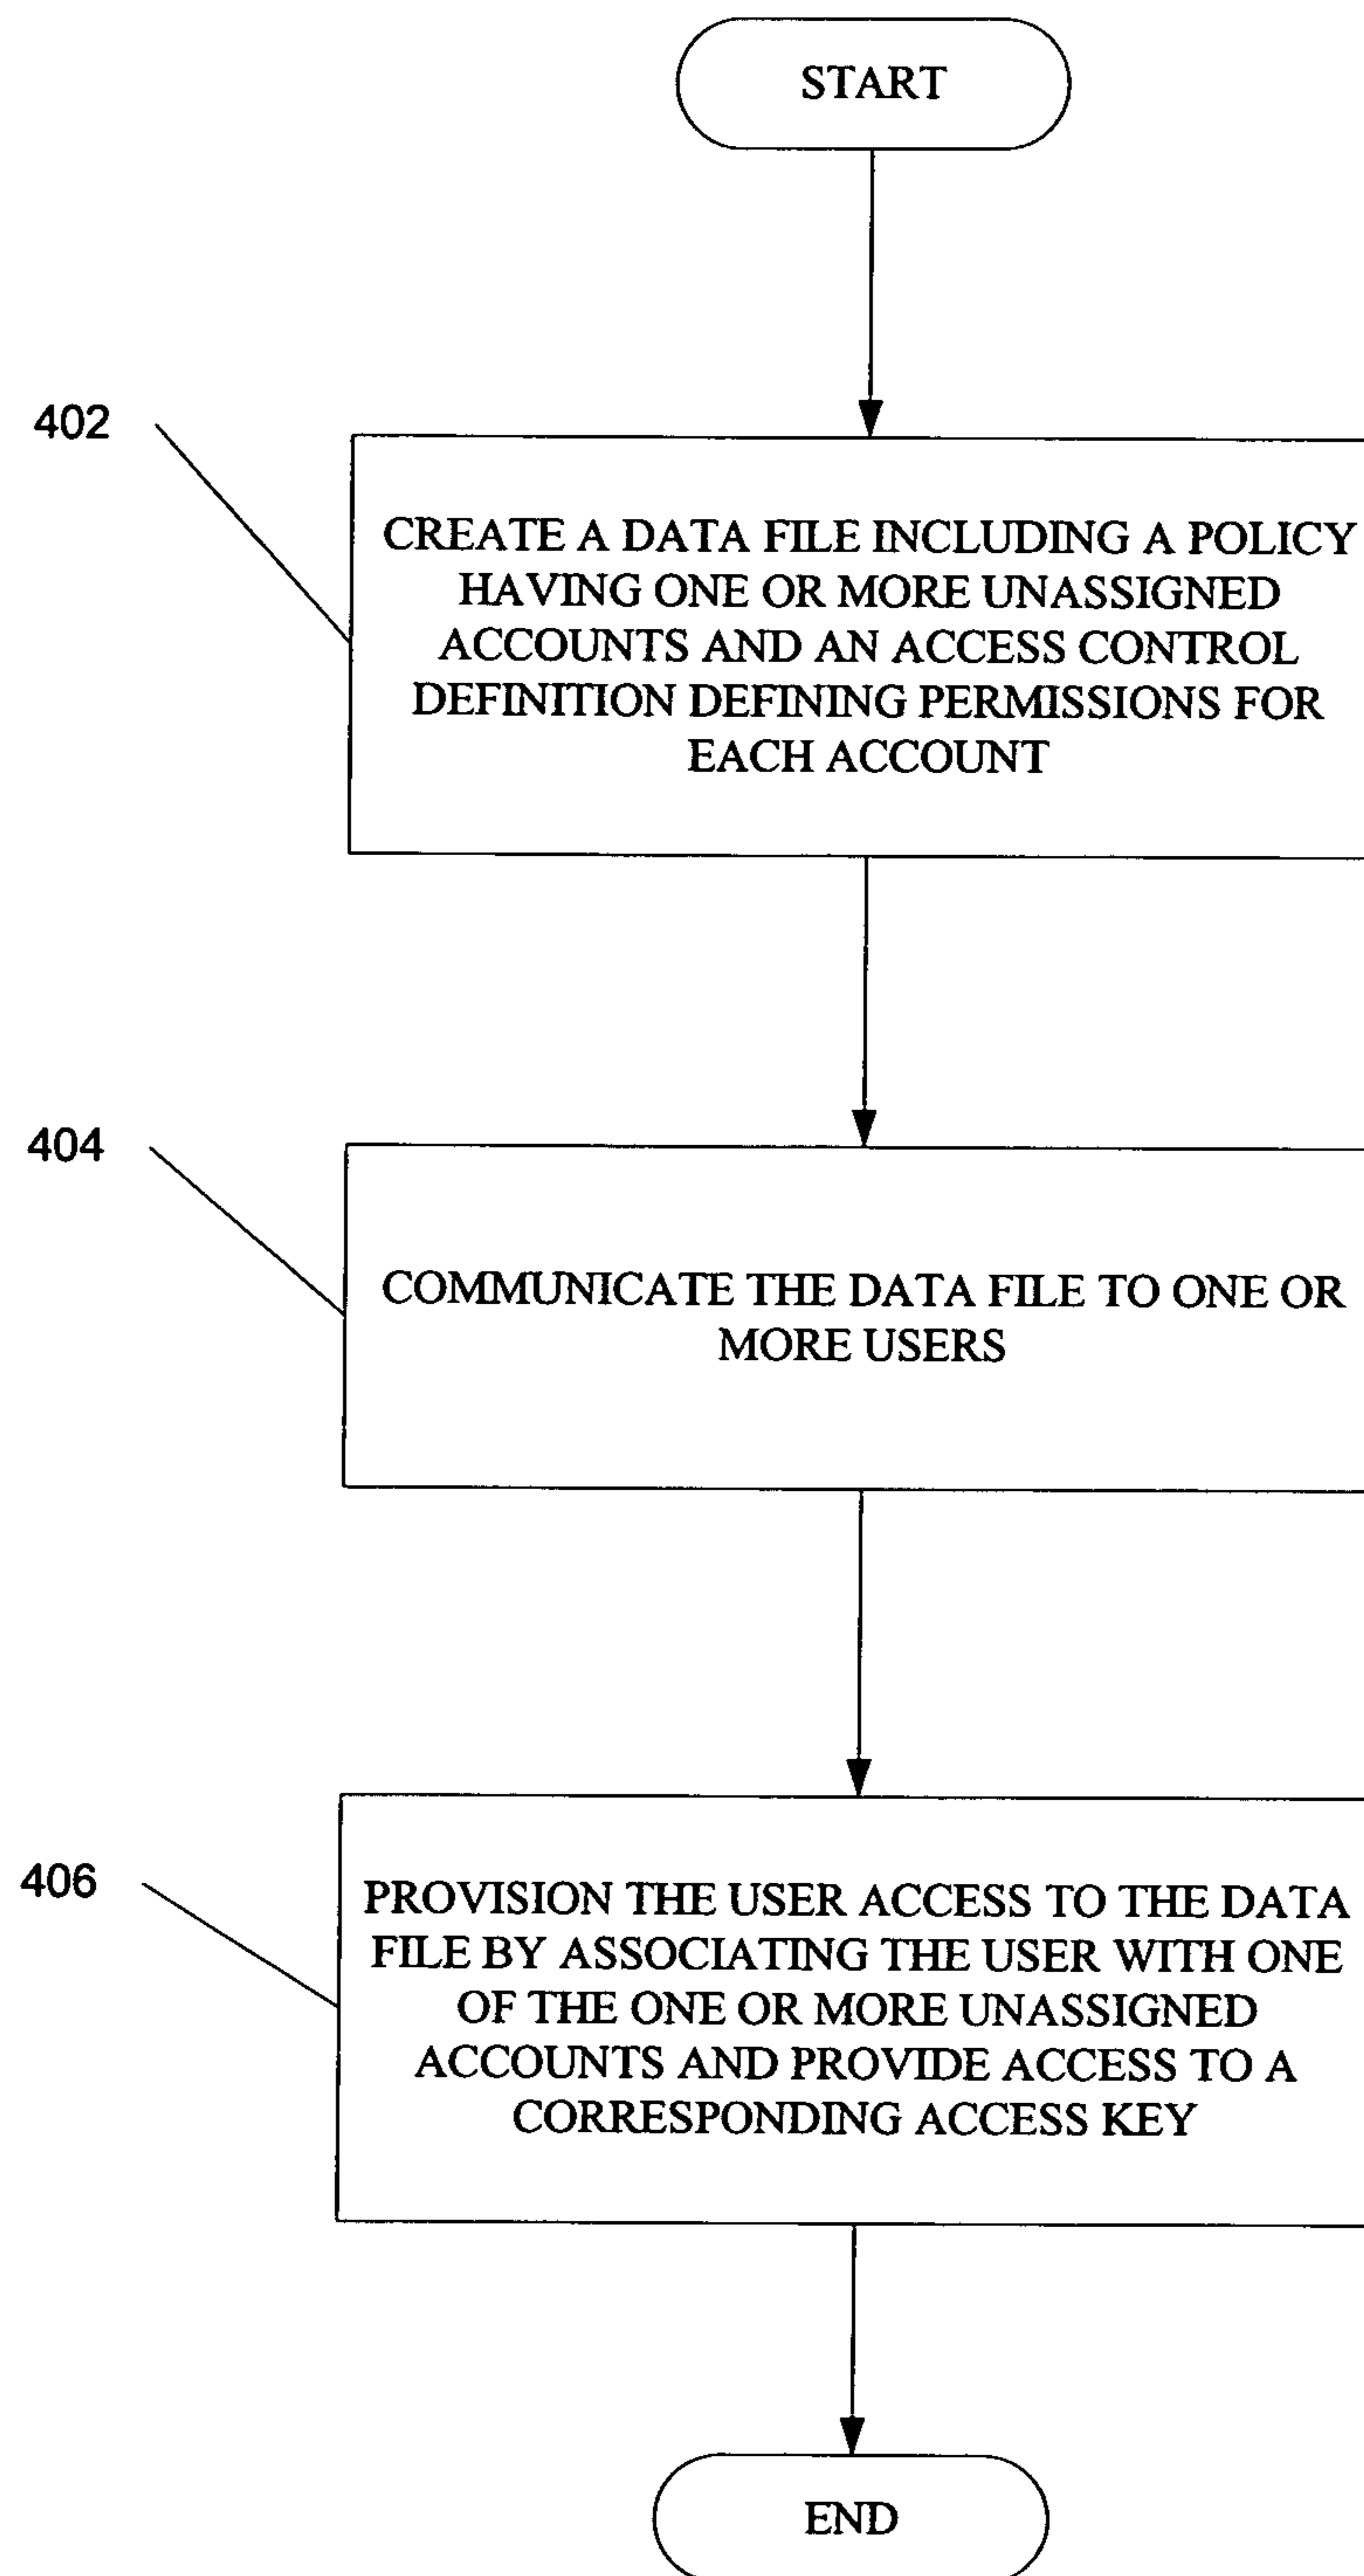 START
402
CREATE A DATA FILE INCLUDING A POLICY
HAVING ONE OR MORE UNASSIGNED
ACCOUNTS AND AN ACCESS CONTROL
DEFINITION DEFINING PERMISSIONS FOR
EACH ACCOUNT
404
COMMUNICATE THE DATA FILE TO ONE OR
MORE USERS
406
PROVISION THE USER ACCESS TO THE DATA
FILE BY ASSOCIATING THE USER WITH ONE
OF THE ONE OR MORE UNASSIGNED
ACCOUNTS AND PROVIDE ACCESS TO A
CORRESPONDING ACCESS KEY
END